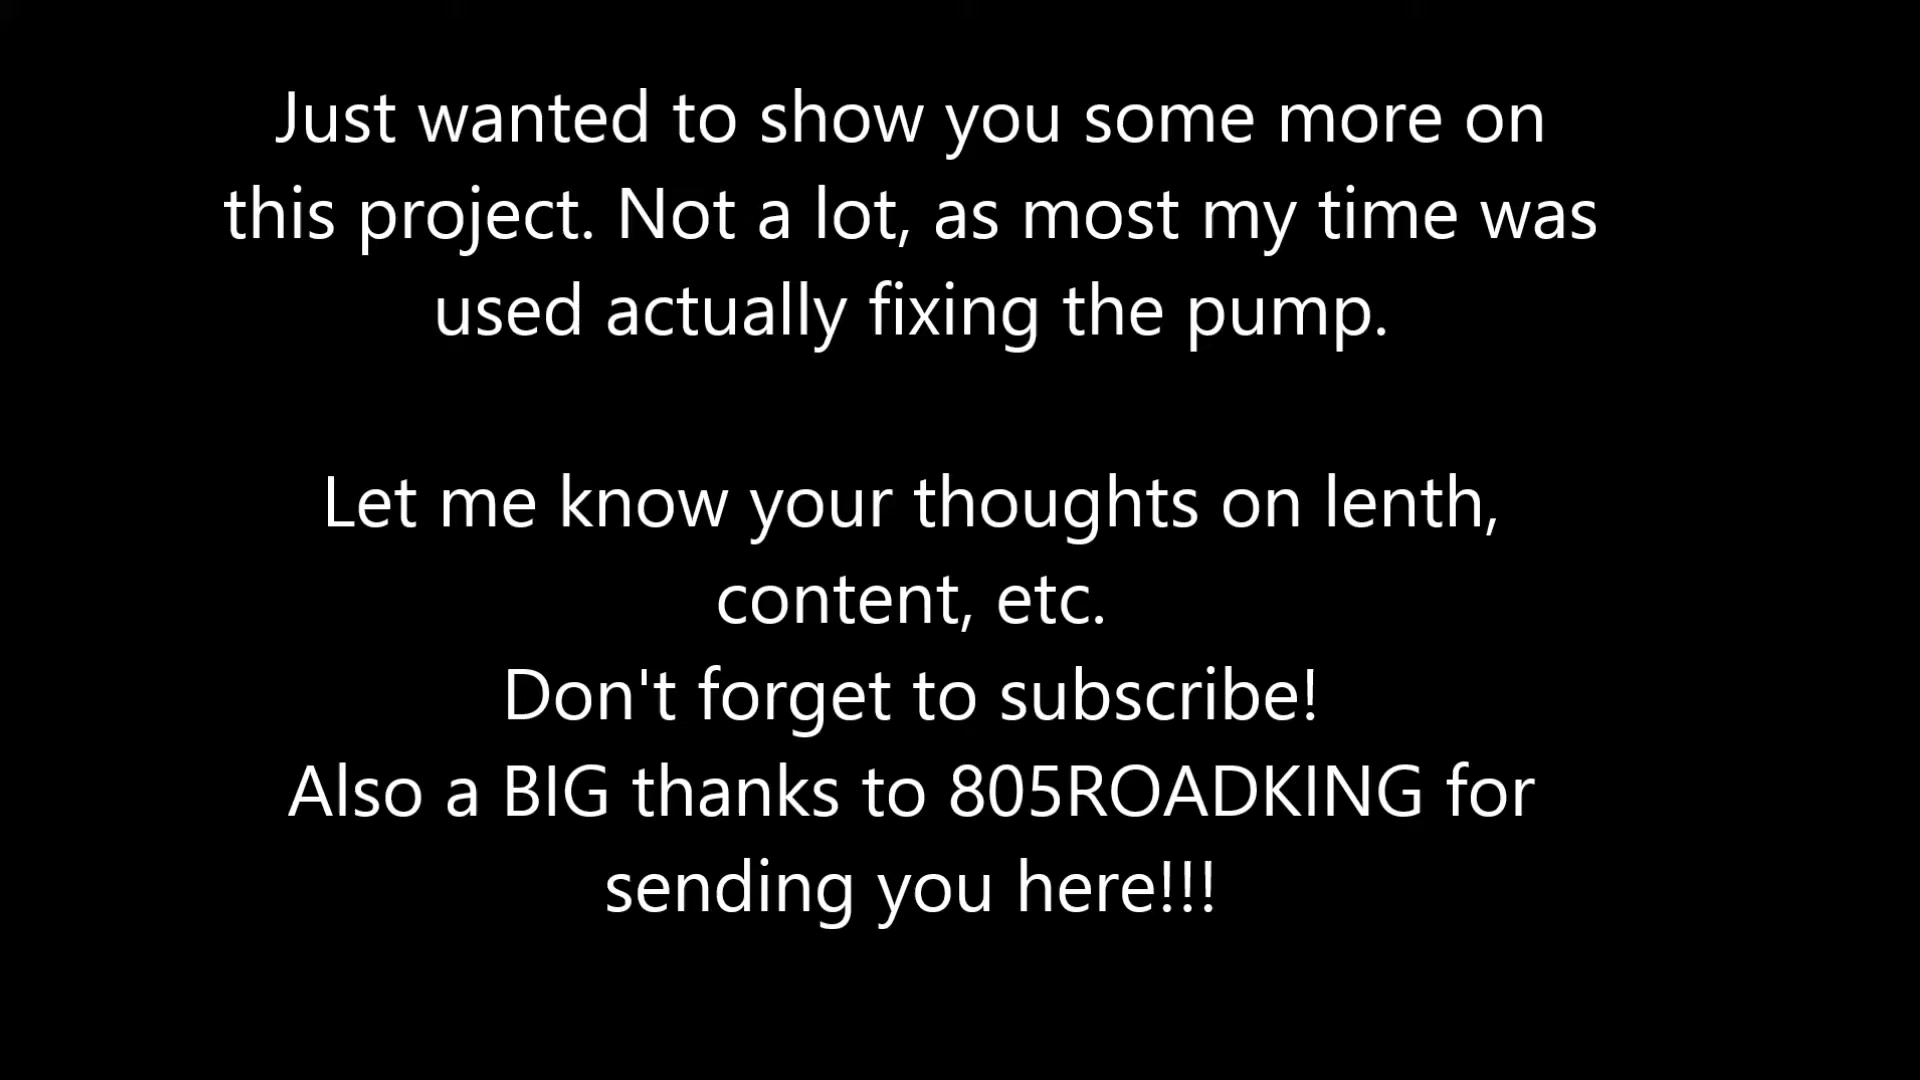 Just wanted to show you some more on
this project. Not a lot, as most my time was
used actually fixing the pump.
Let me know your thoughts on lenth,
content, etc.
Don't forget to subscribe!
Also a BIG thanks to 805ROADKING for
sending you here!!!